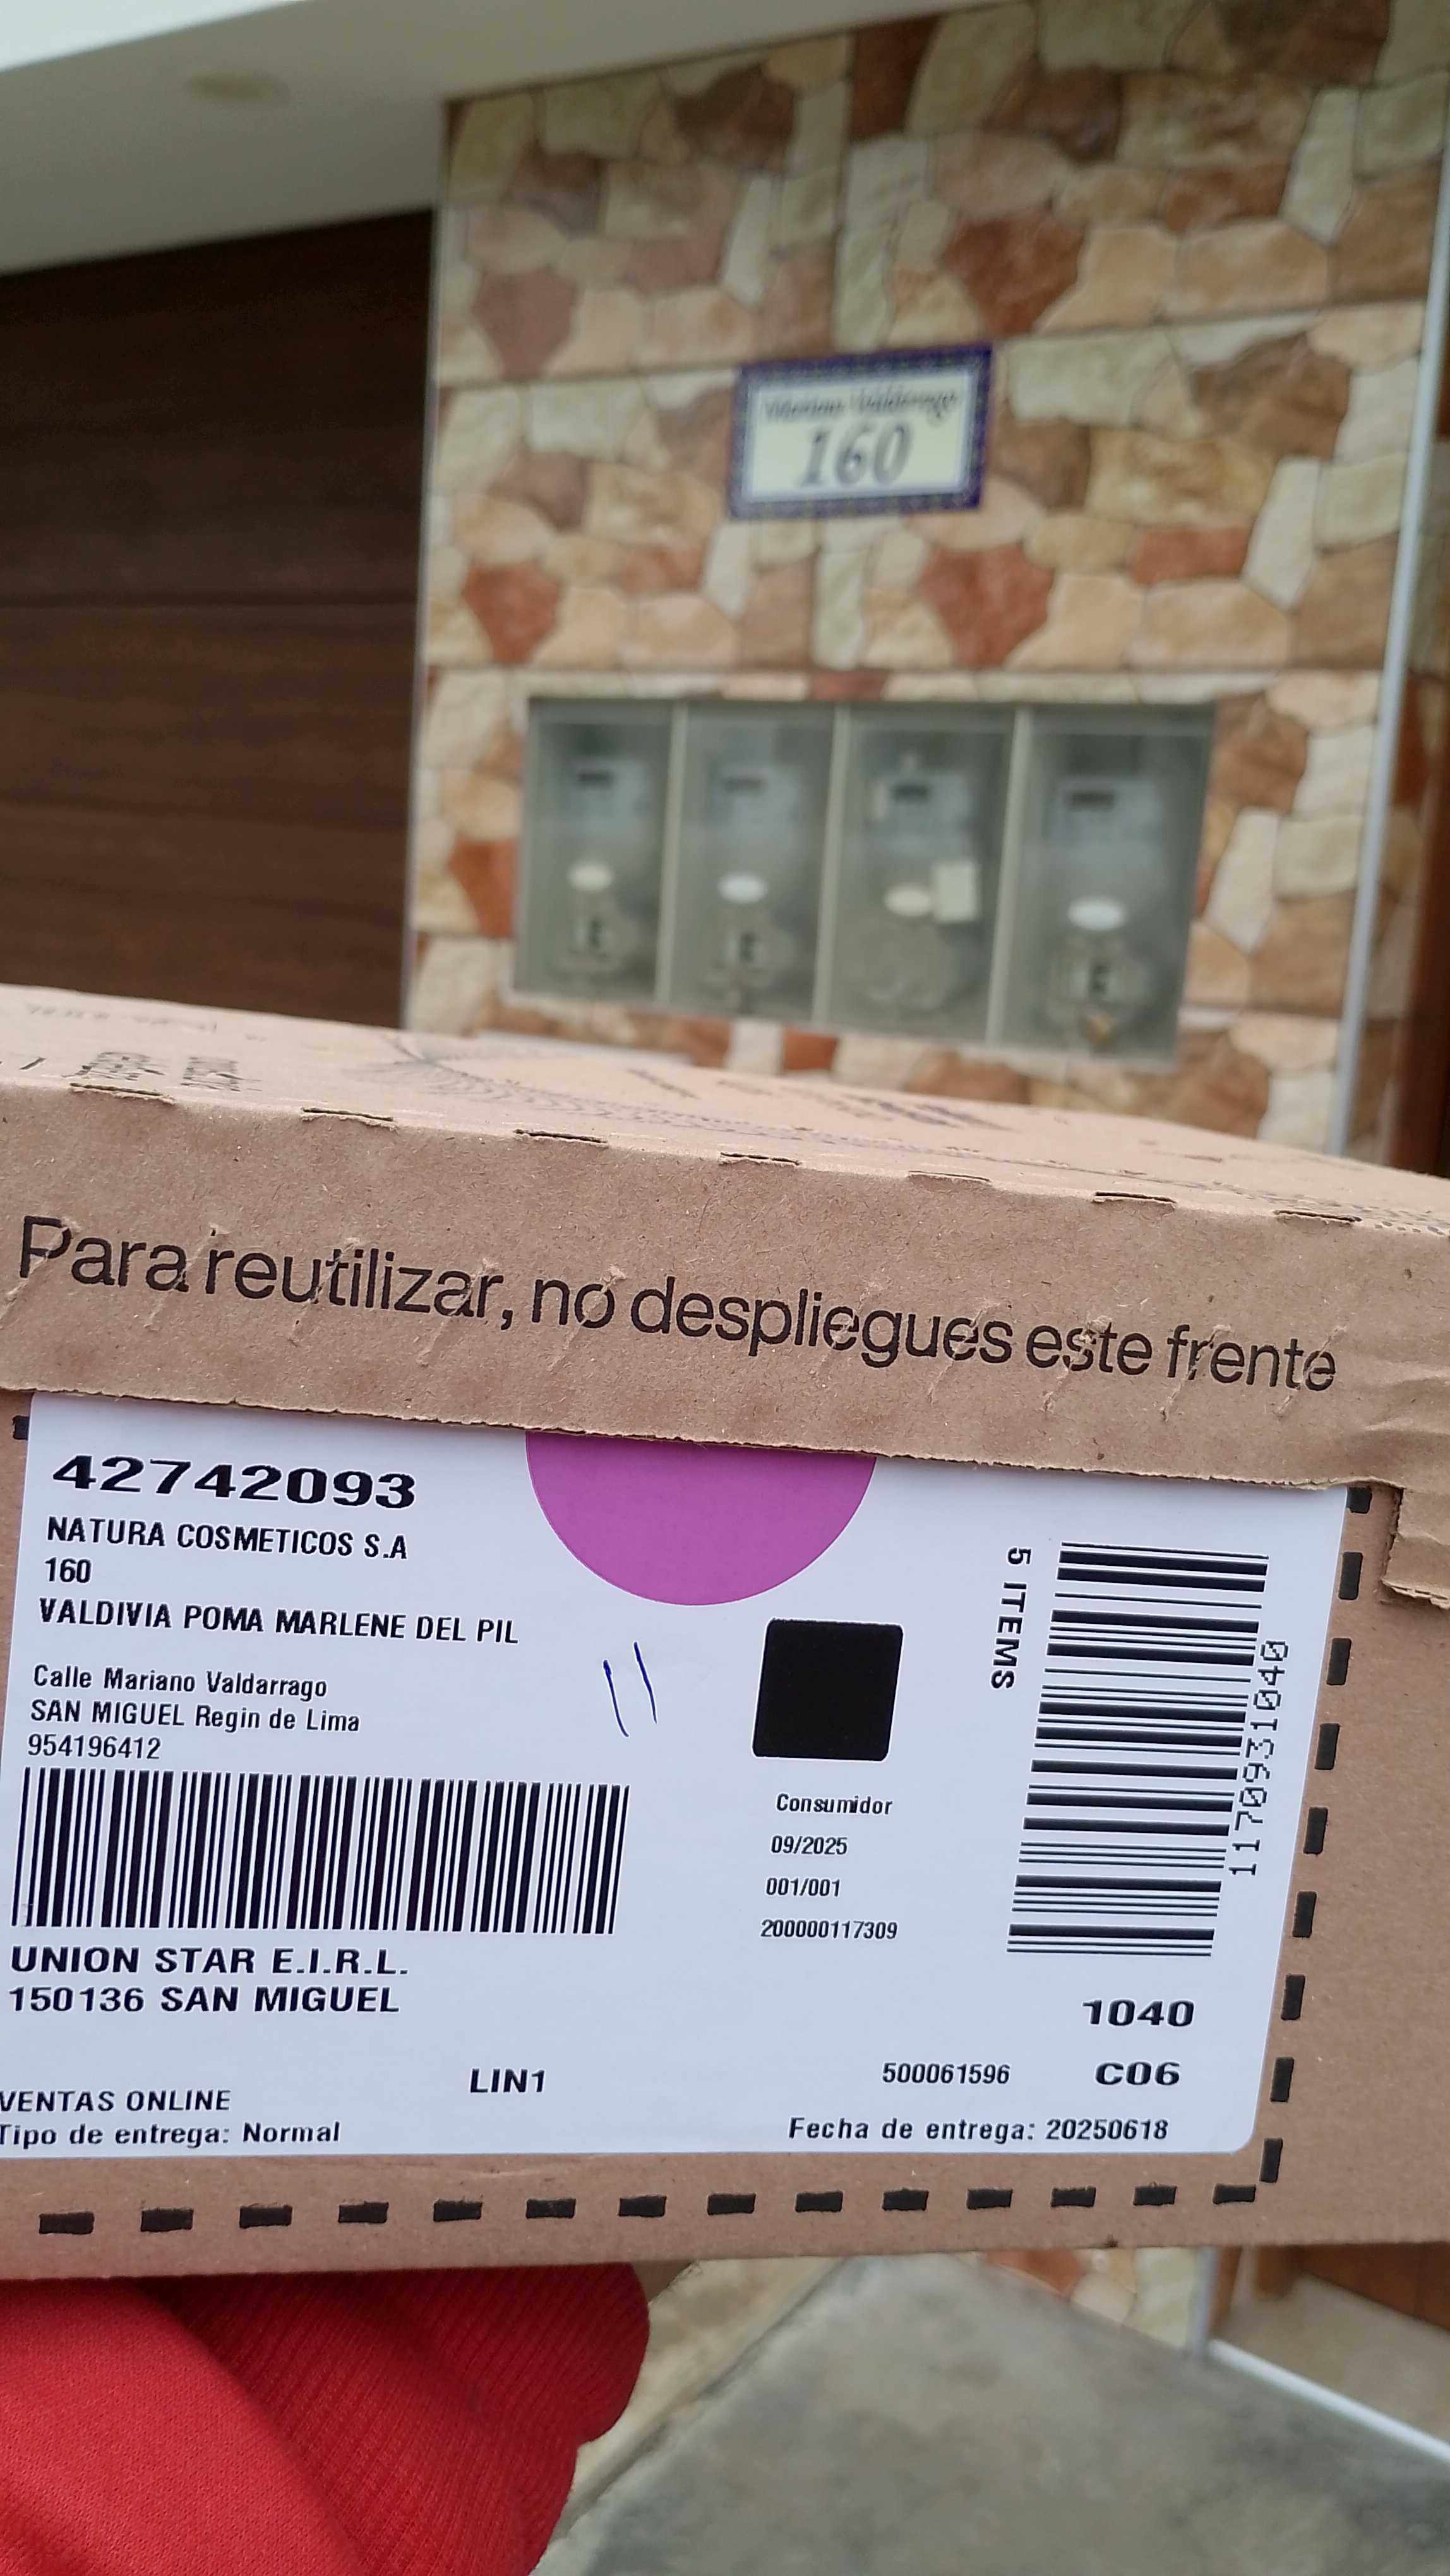 Mariano Valdarrago
160
Para reutilizar, no despliegues este frente
42742093
NATURA COSMETICOS S.A
160
VALDIVIA POMA MARLENE DEL PIL
Calle Mariano Valdarrago
SAN MIGUEL Regin de Lima
954196412
UNION STAR E.I.R.L.
150136 SAN MIGUEL
LIN1
VENTAS ONLINE
Tipo de entrega: Normal
11
Consumidor
09/2025
001/001
200000117309
5 ITEMS
1170931040
1040
500061596
C06
Fecha de entrega: 20250618